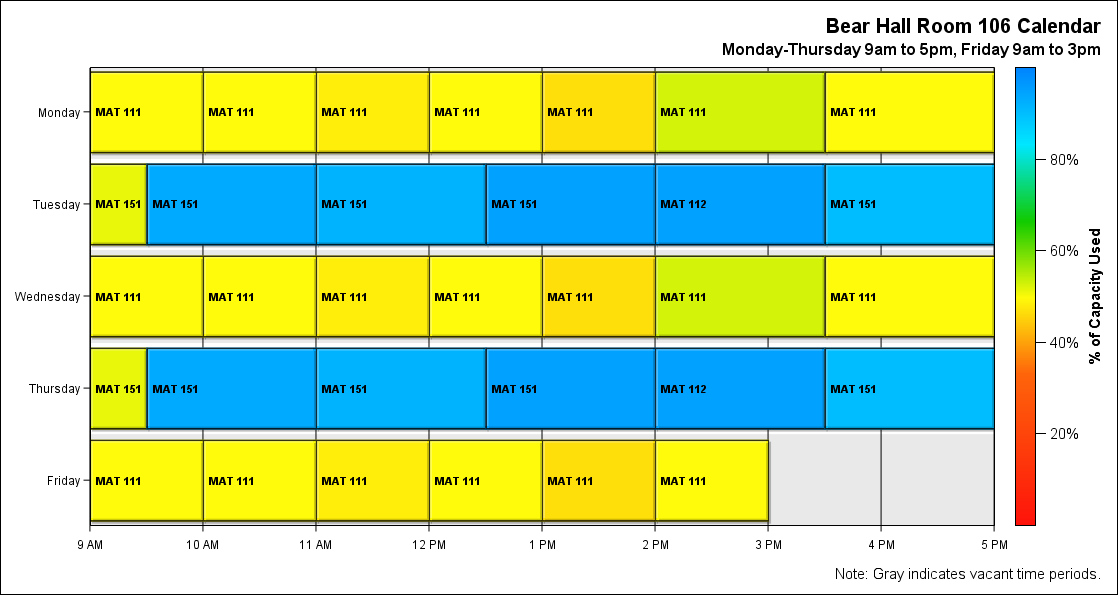 Bear Hall Room 106 Calendar
Monday-Thursday 9am to 5pm, Friday 9am to 3pm
Monday MAT 111 MAT 111 MAT 111 MAT 111 MAT 111 MAT 111 MAT 111
80%
Tuesday MAT 151 MAT 151 MAT 151 MAT 151 MAT 112 MAT 151
60%
Wednesday MAT 111 MAT 111 MAT 111 MAT 111 MAT 111 MAT 111 MAT 111
% of Capacity Used
40%
Thursday MAT 151 MAT 151 MAT 151 MAT 151 MAT 112 MAT 151
20%
Friday MAT 111 MAT 111 MAT 111 MAT 111 MAT 111 MAT 111
9 AM 10 AM 11 AM 12 PM 1 PM 2 PM 3 PM 4 PM 5 PM
Note: Gray indicates vacant time periods.